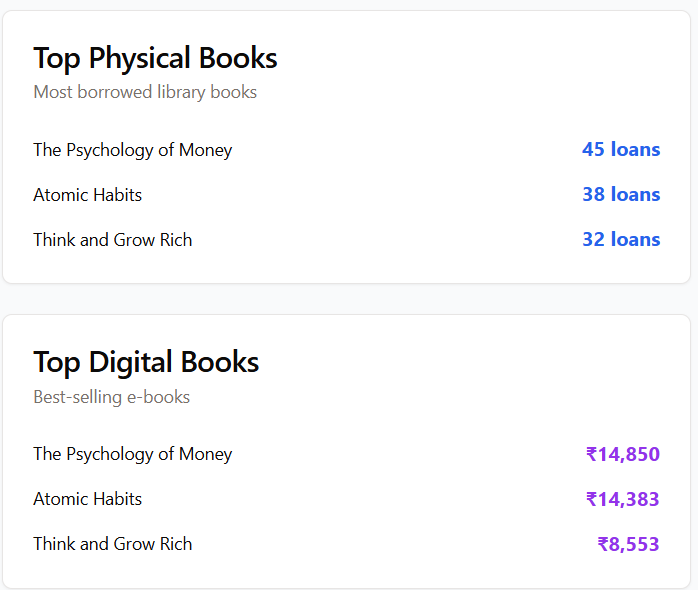 Top Physical Books
Most borrowed library books
The Psychology of Money 45 loans
Atomic Habits 38 loans
Think and Grow Rich 32 loans
Top Digital Books
Best-selling e-books
The Psychology of Money ₹14,850
Atomic Habits ₹14,383
Think and Grow Rich ₹8,553